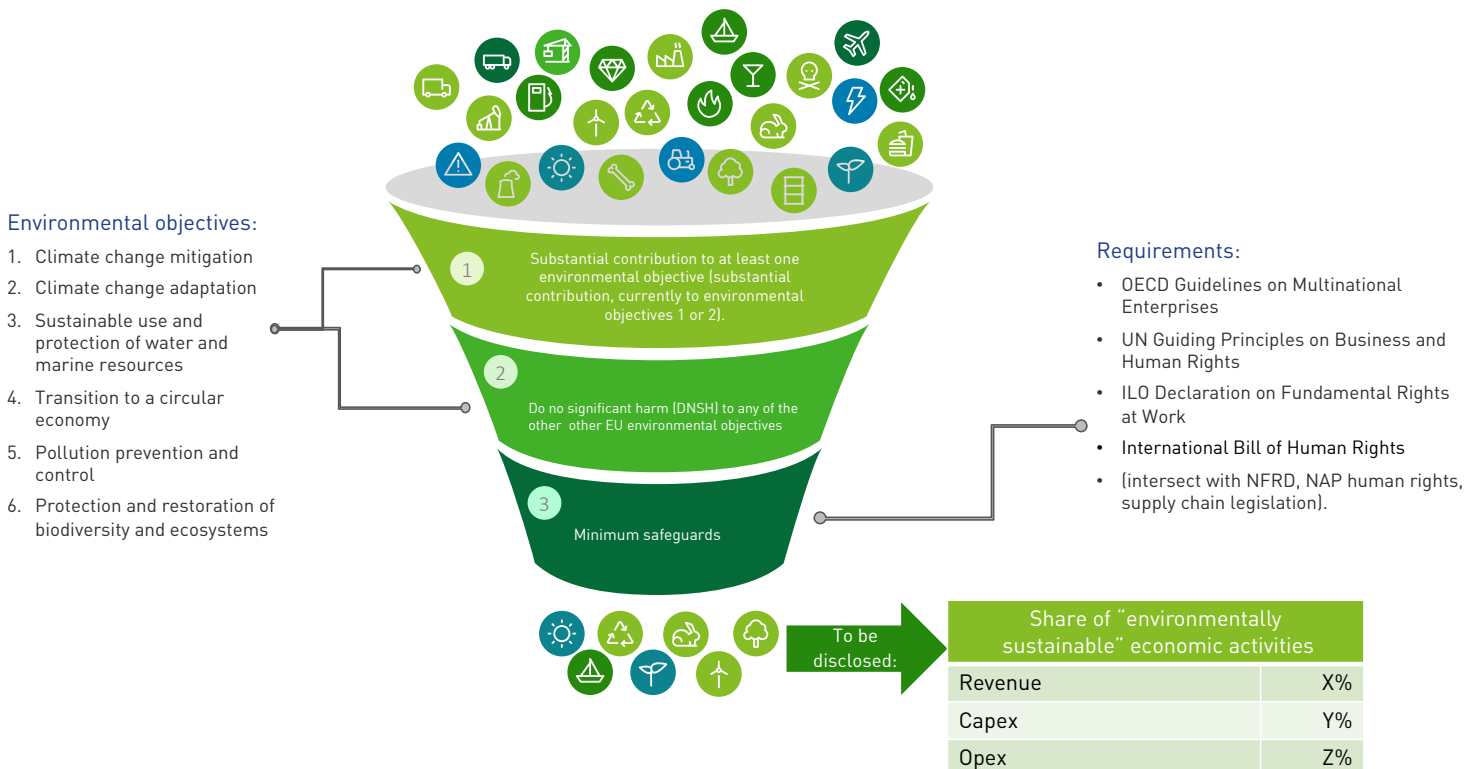 Environmental objectives:
1. Climate change mitigation
2. Climate change adaptation
3. Sustainable use and
protection of water and
marine resources
4. Transition to a circular
economy
5. Pollution prevention and
control
6. Protection and restoration of
biodiversity and ecosystems
1
Substantial contribution to at least one
environmental objective (substantial
contribution, currently to environmental
objectives 1 or 2).
2
Do no significant harm (DNSH) to any of the
other other EU environmental objectives
3
Minimum safeguards
Requirements:
• OECD Guidelines on Multinational
Enterprises
• UN Guiding Principles on Business and
Human Rights
• ILO Declaration on Fundamental Rights
at Work
• International Bill of Human Rights
• (intersect with NFRD, NAP human rights,
supply chain legislation).
To be
disclosed:
Share of "environmentally
sustainable" economic activities
Revenue X%
Capex Y%
Opex Z%